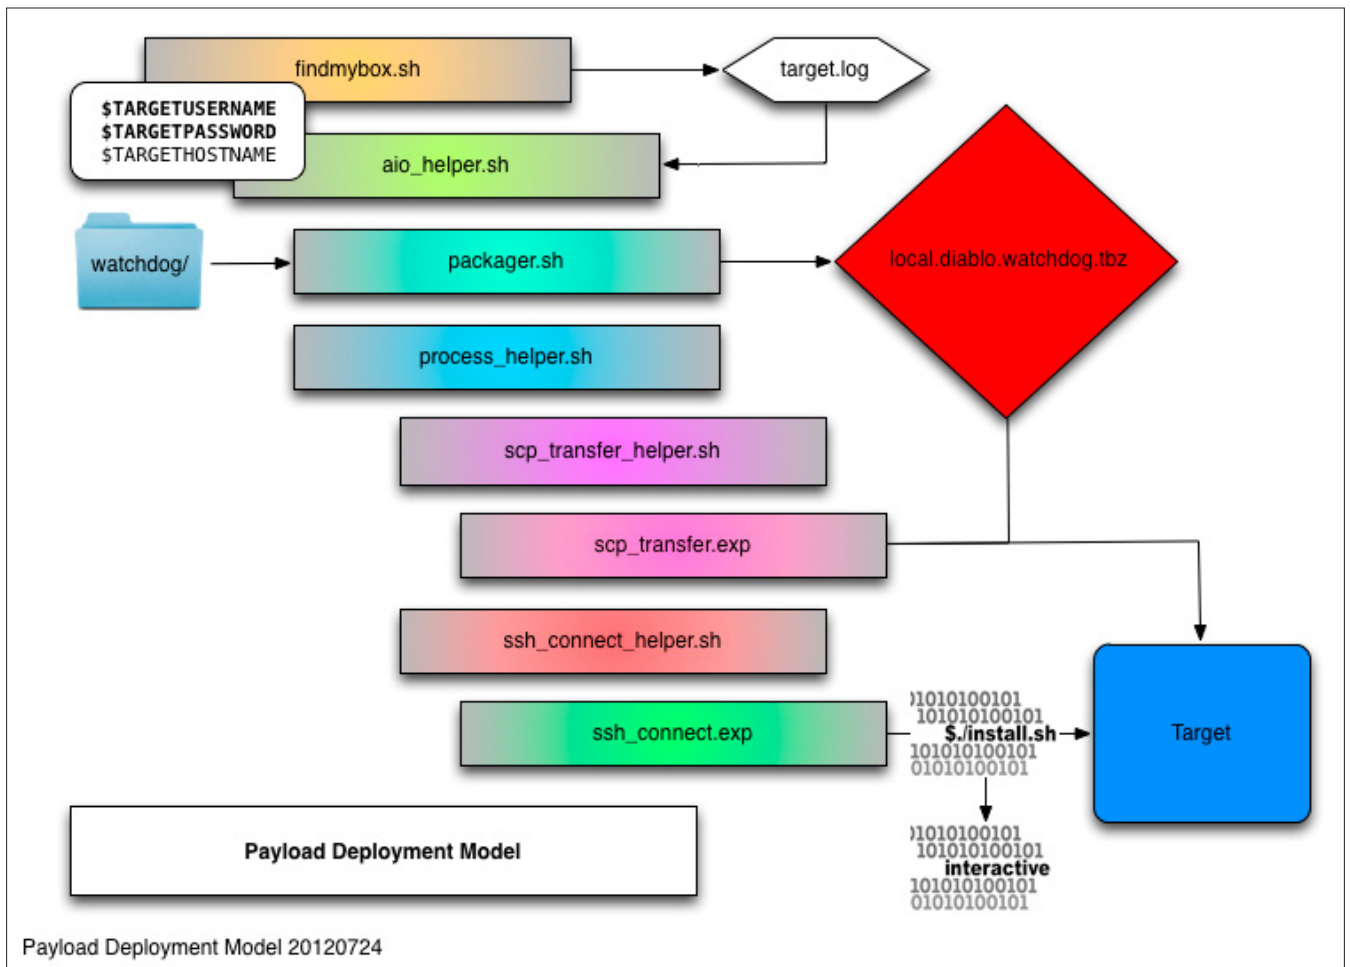 findmybox.sh
target.log
$TARGETUSERNAME
$TARGETPASSWORD
$TARGETHOSTNAME
aio_helper.sh
watchdog/
packager.sh
local.diablo.watchdog.tbz
process_helper.sh
scp_transfer_helper.sh
scp_transfer.exp
ssh_connect_helper.sh
ssh_connect.exp
01010100101
101010100101
$./install.sh
101010100101
01010100101
Target
01010100101
101010100101
interactive
101010100101
01010100101
Payload Deployment Model
Payload Deployment Model 20120724